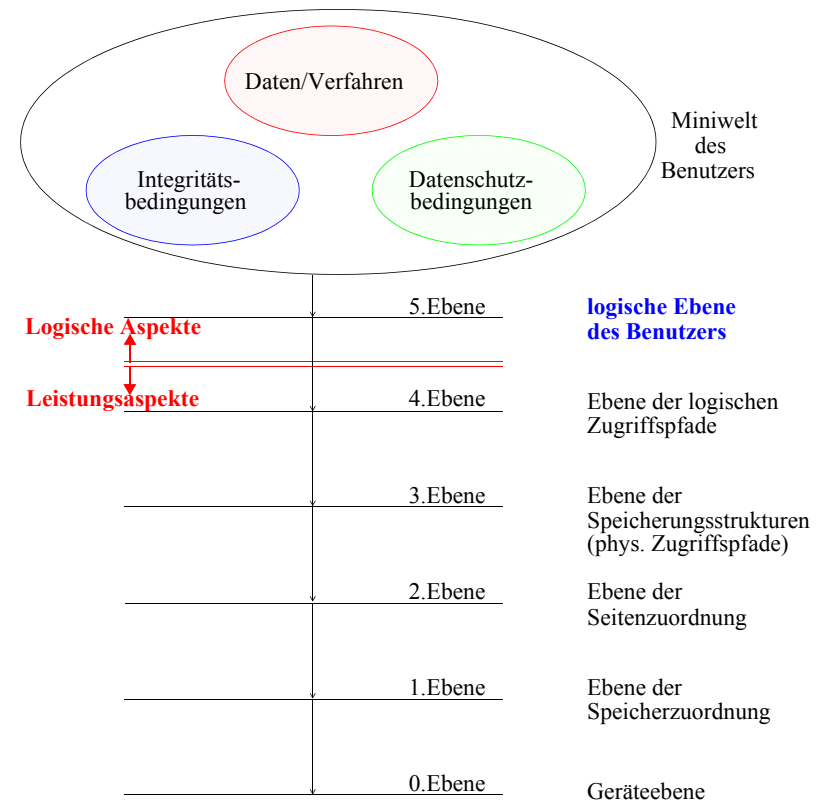 Daten/Verfahren
Miniwelt
des
Benutzers
Integritäts-
bedingungen
Datenschutz-
bedingungen
5.Ebene
logische Ebene
des Benutzers
Logische Aspekte
Leistungsaspekte
4.Ebene
Ebene der logischen
Zugriffspfade
3.Ebene
Ebene der
Speicherungsstrukturen
(phys. Zugriffspfade)
2.Ebene
Ebene der
Seitenzuordnung
1.Ebene
Ebene der
Speicherzuordnung
0.Ebene
Geräteebene